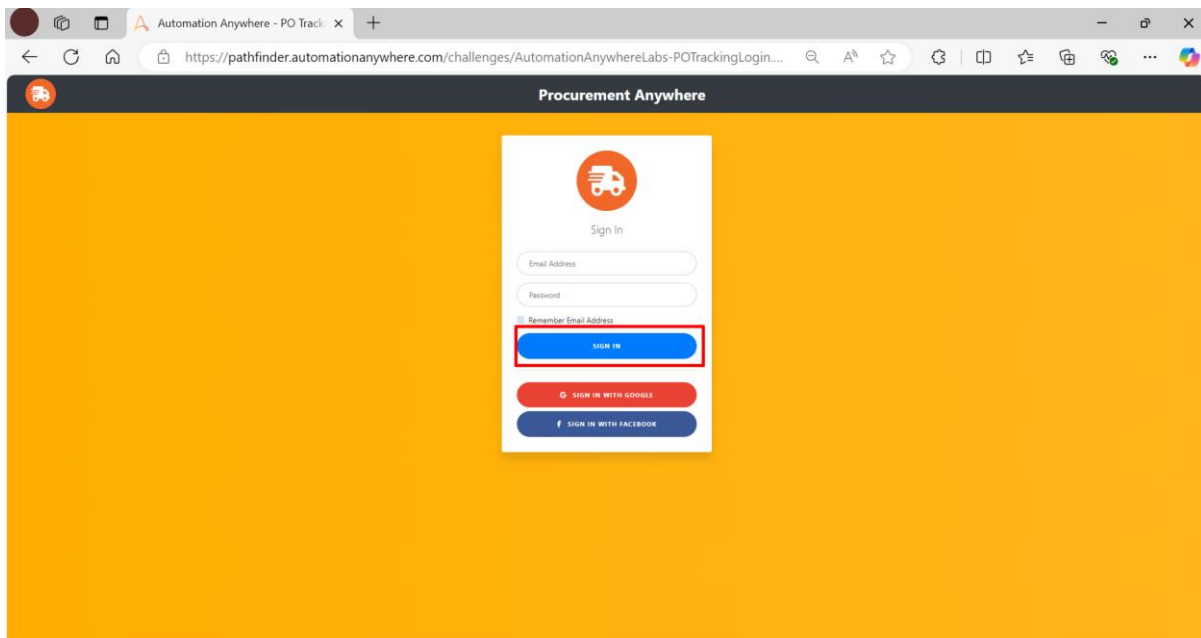 Automation Anywhere - PO Track
https://pathfinder.automationanywhere.com/challenges/AutomationAnywhereLabs-POTrackingLogin....
Procurement Anywhere
Sign In
Email Address
Password
Remember Email Address
SIGN IN
G SIGN IN WITH GOOGLE
f SIGN IN WITH FACEBOOK